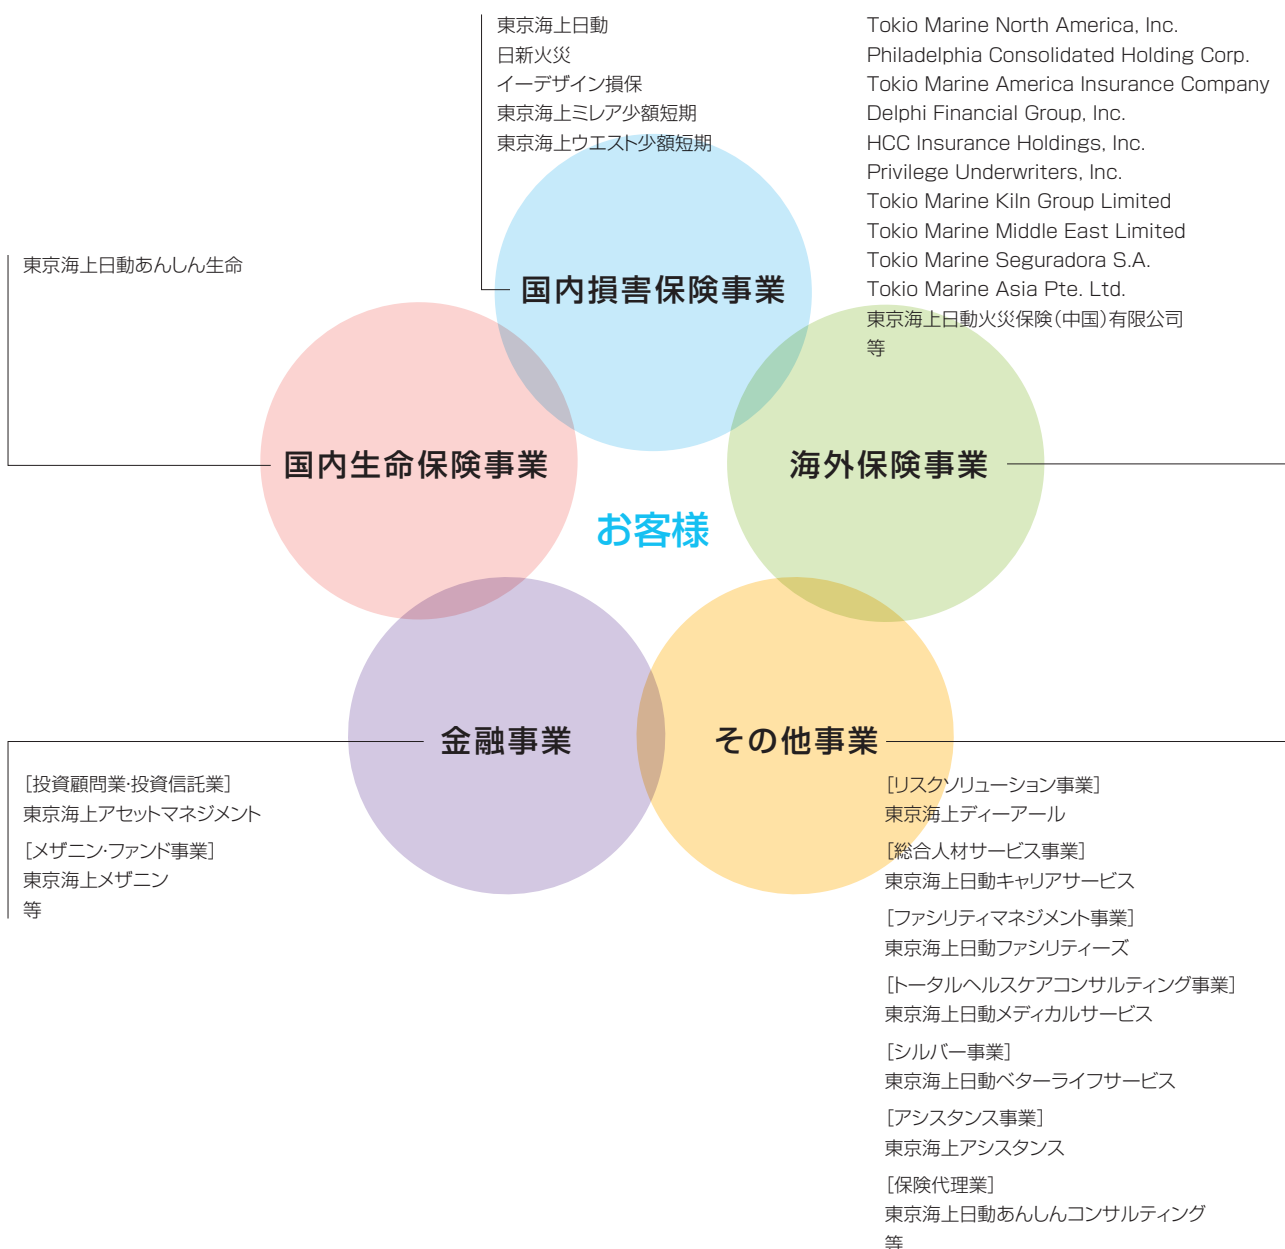 東京海上日動
日新火災
イーデザイン損保
東京海上ミレア少額短期
東京海上ウエスト少額短期
国内損害保険事業
Tokio Marine North America, Inc.
Philadelphia Consolidated Holding Corp.
Tokio Marine America Insurance Company
Delphi Financial Group, Inc.
HCC Insurance Holdings, Inc.
Privilege Underwriters, Inc.
Tokio Marine Kiln Group Limited
Tokio Marine Middle East Limited
Tokio Marine Seguradora S.A.
Tokio Marine Asia Pte. Ltd.
東京海上日動火災保険(中国)有限公司
等
海外保険事業
東京海上日動あんしん生命
国内生命保険事業
お客様
金融事業
[投資顧問業・投資信託業]
東京海上アセットマネジメント
[メザニン・ファンド事業]
東京海上メザニン
等
その他事業
[リスクソリューション事業]
東京海上ディーアール
[総合人材サービス事業]
東京海上日動キャリアサービス
[ファシリティマネジメント事業]
東京海上日動ファシリティーズ
[トータルヘルスケアコンサルティング事業]
東京海上日動メディカルサービス
[シルバー事業]
東京海上日動ベターライフサービス
[アシスタンス事業]
東京海上アシスタンス
[保険代理業]
東京海上日動あんしんコンサルティング
等